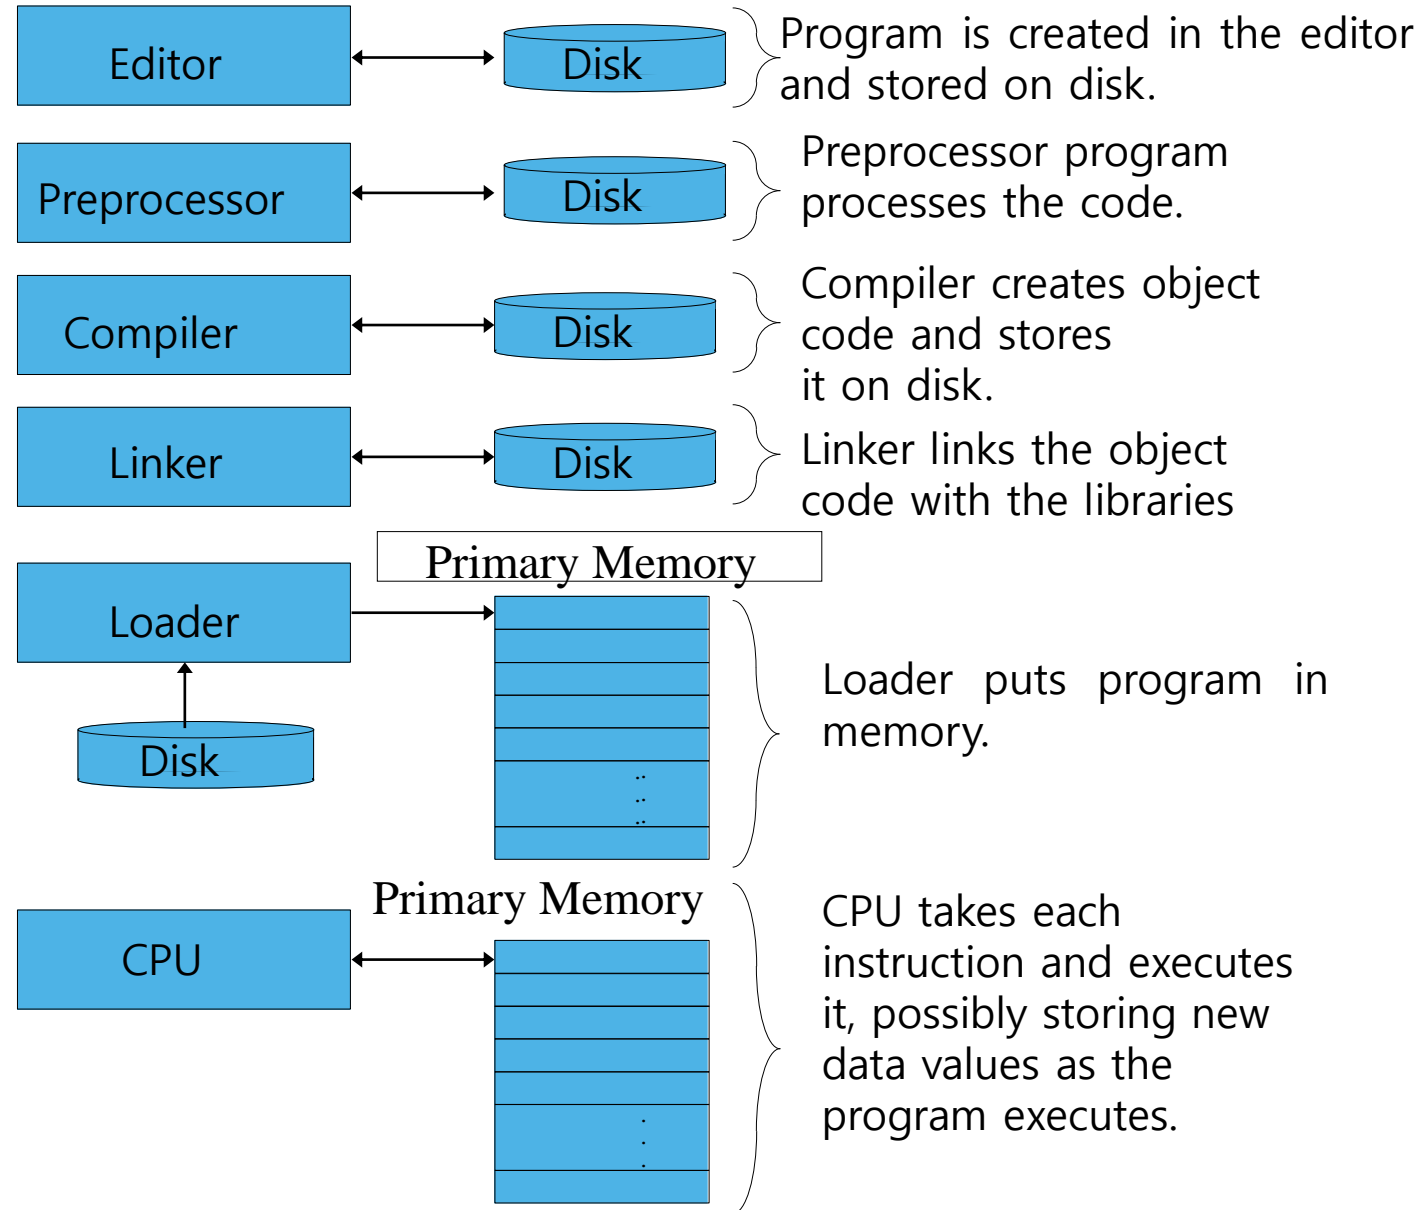 Editor
Disk
Program is created in the editor
and stored on disk.
Preprocessor
Disk
Preprocessor program
processes the code.
Compiler
Disk
Compiler creates object
code and stores
it on disk.
Linker
Disk
Linker links the object
code with the libraries
Primary Memory
Loader
Disk
Loader puts program in
memory.
Primary Memory
CPU
CPU takes each
instruction and executes
it, possibly storing new
data values as the
program executes.